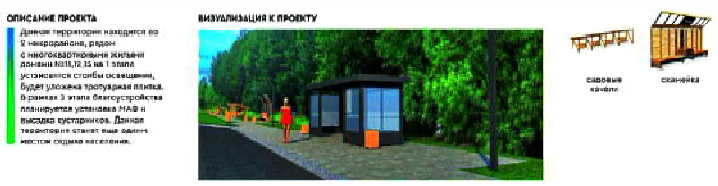 ОПИСАНИЕ ПРОЕКТА
Данная территория находится во
2 микрорайоне, рядом
с многоквартирными жилыми
домами №11,12,15 на 1 этапе
установятся столбы освещения,
будет уложена тротуарная плитка.
В рамках 2 этапа благоустройства
планируется установка МАФ и
высадка кустарников. Данная
территория станет еще одним
местом отдыха населения.
ВИЗУАЛИЗАЦИЯ К ПРОЕКТУ
садовые
качели
скамейка